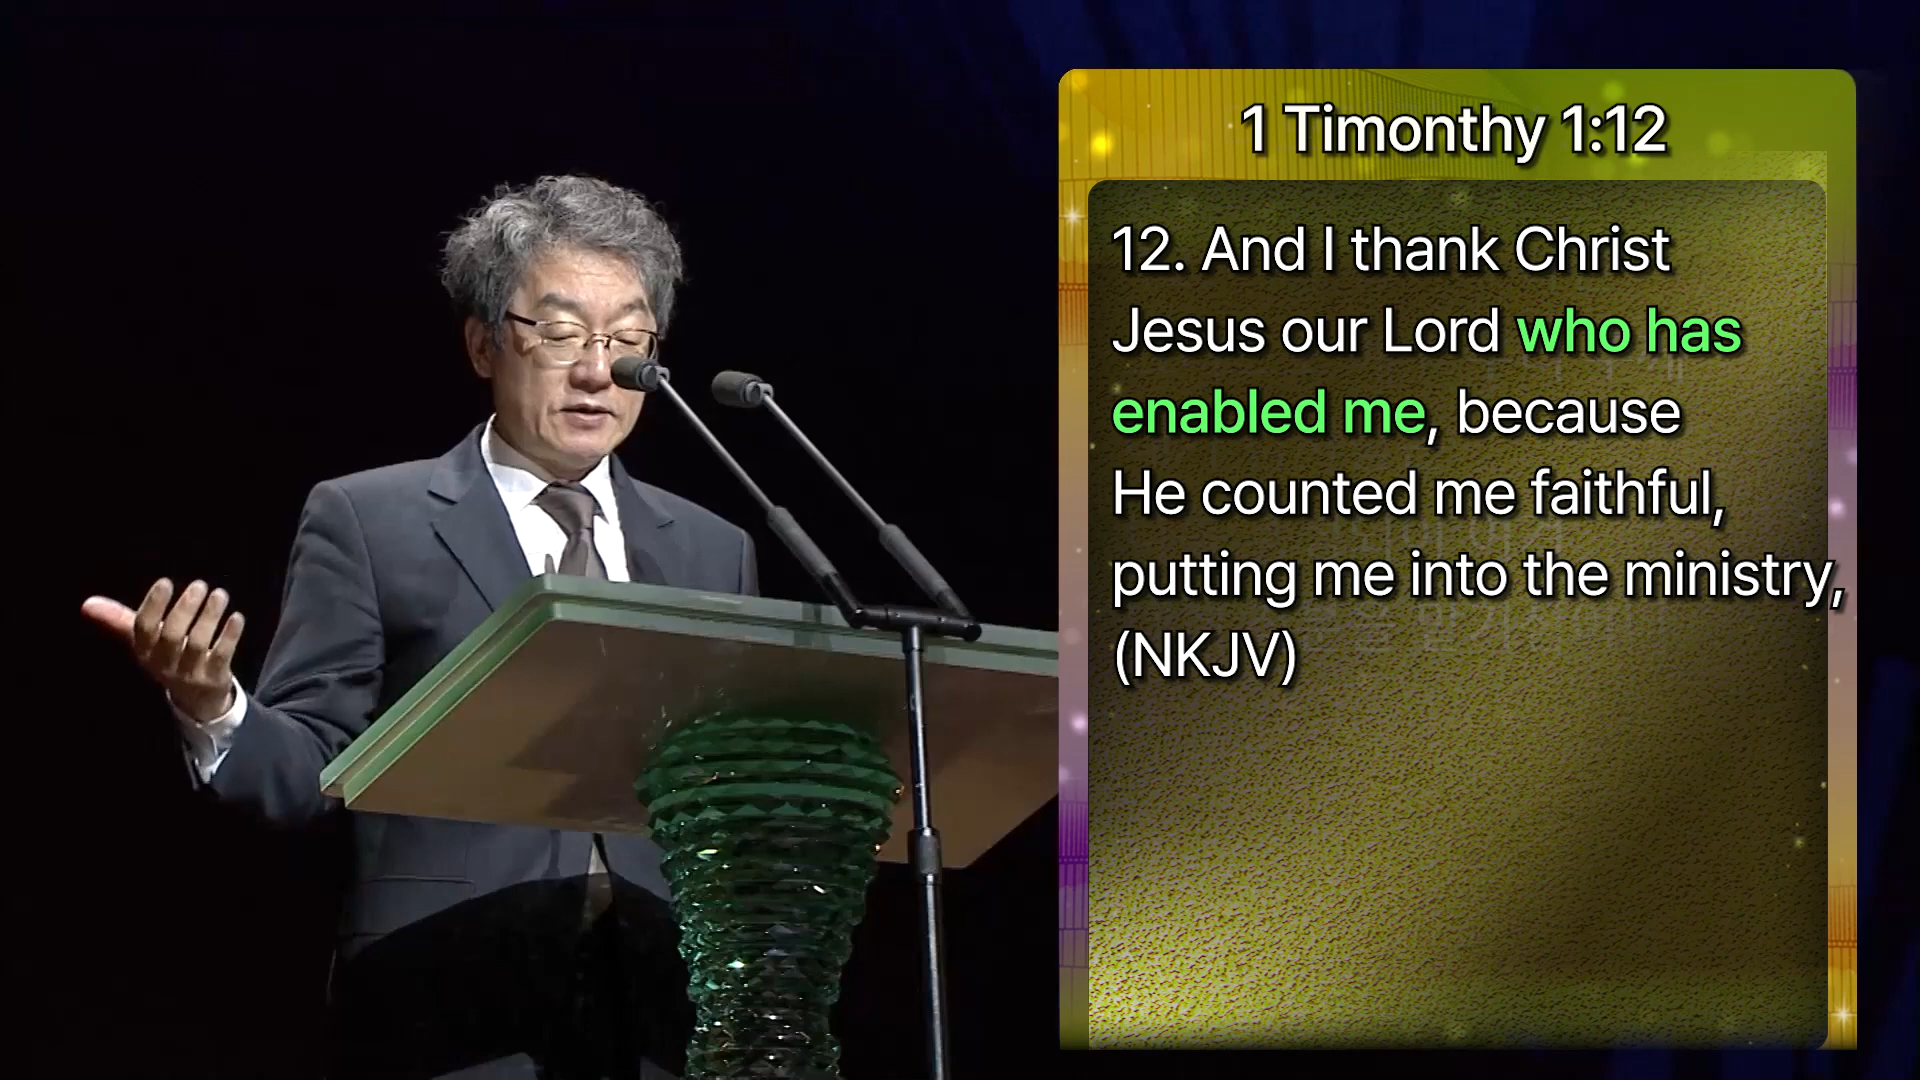 1 Timonthy 1:12
12. And I thank Christ
Jesus our Lord who has
enabled me, because
He counted me faithful,
putting me into the ministry,
(NKJV)